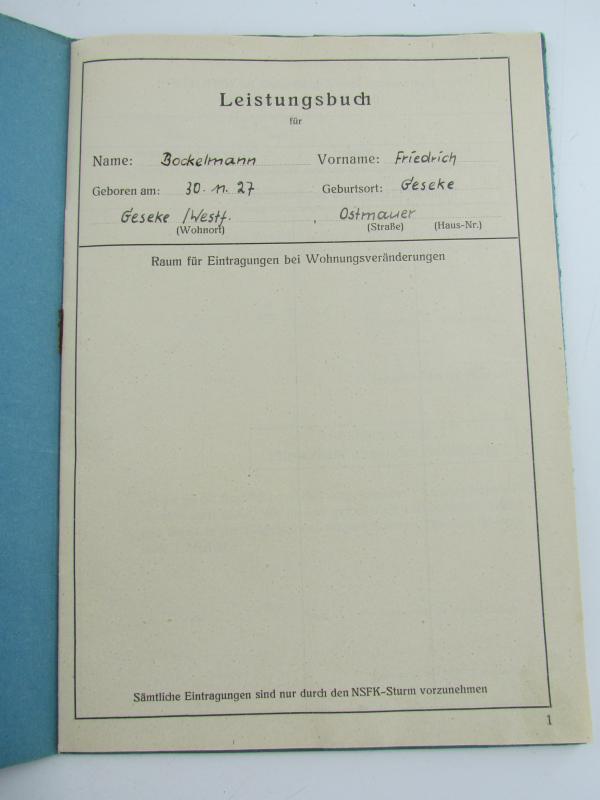 Leistungsbuch
für
Name: Bockelmann Vorname: Friedrich
Geboren am: 30. 11. 27 Geburtsort: Geseke
Geseke /Westf. , Ostmauer
(Wohnort) (Straße) (Haus-Nr.)
Raum für Eintragungen bei Wohnungsveränderungen
Sämtliche Eintragungen sind nur durch den NSFK-Sturm vorzunehmen
1